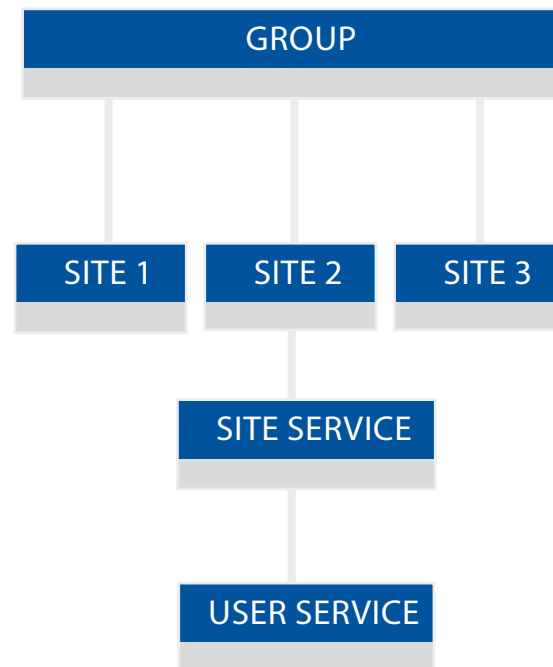 GROUP
SITE 1
SITE 2
SITE 3
SITE SERVICE
USER SERVICE